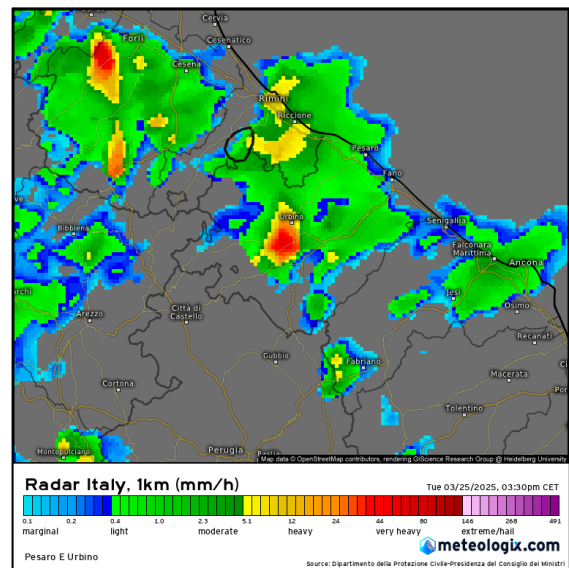 Cervia
Cesenatico
Forlì
Cesena
Rimini
Riccione
Pesaro
Fano
Urbino
Senigallia
Bibbiena
Falconara
Marittima
Ancona
Jesi
Osimo
Arezzo
Città di
Castello
Recanati
Gubbio
Fabriano
Macerata
Cortona
Tolentino
Montepulciano
Perugia
Map data © OpenStreetMap contributors, rendering GIScience Research Group @ Heidelberg University
Radar Italy, 1km (mm/h)
Tue 03/25/2025, 03:30pm CET
0.1 0.2 0.4 1.0 2.3 5.1 12 24 44 80 146 268 491
marginal light moderate heavy very heavy extreme/hail
meteologix.com
Pesaro E Urbino
Source: Dipartimento della Protezione Civile-Presidenza del Consiglio dei Ministri